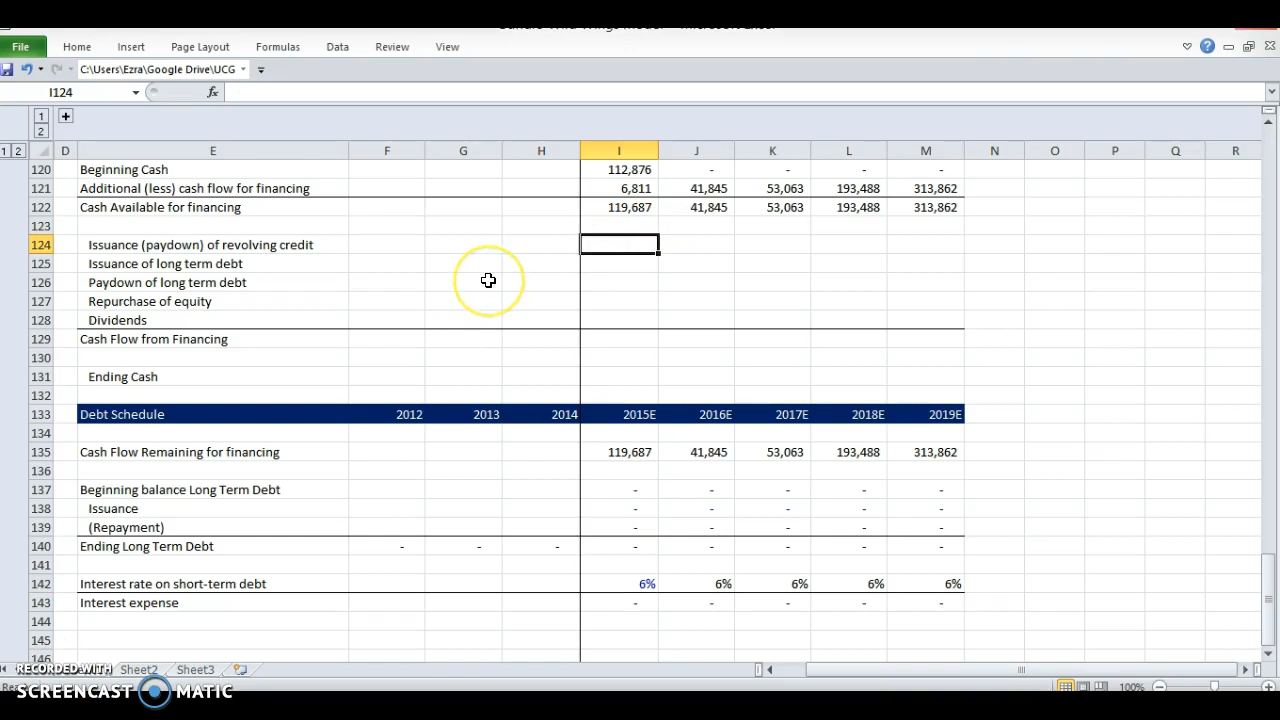 File Home Insert Page Layout Formulas Data Review View
C:\Users\Ezra\Google Drive\UCG
I124 fx
1
2
1 2 D E F G H I J K L M N O P Q R
120 Beginning Cash 112,876 - - - -
121 Additional (less) cash flow for financing 6,811 41,845 53,063 193,488 313,862
122 Cash Available for financing 119,687 41,845 53,063 193,488 313,862
123
124 Issuance (paydown) of revolving credit
125 Issuance of long term debt
126 Paydown of long term debt
127 Repurchase of equity
128 Dividends
129 Cash Flow from Financing
130
131 Ending Cash
132
133 Debt Schedule 2012 2013 2014 2015E 2016E 2017E 2018E 2019E
134
135 Cash Flow Remaining for financing 119,687 41,845 53,063 193,488 313,862
136
137 Beginning balance Long Term Debt - - - - -
138 Issuance - - - - -
139 (Repayment) - - - - -
140 Ending Long Term Debt - - - - - - - -
141
142 Interest rate on short-term debt 6% 6% 6% 6% 6%
143 Interest expense - - - - -
144
145
146
RECORDED WITH Sheet2 Sheet3
SCREENCAST MATIC 100%